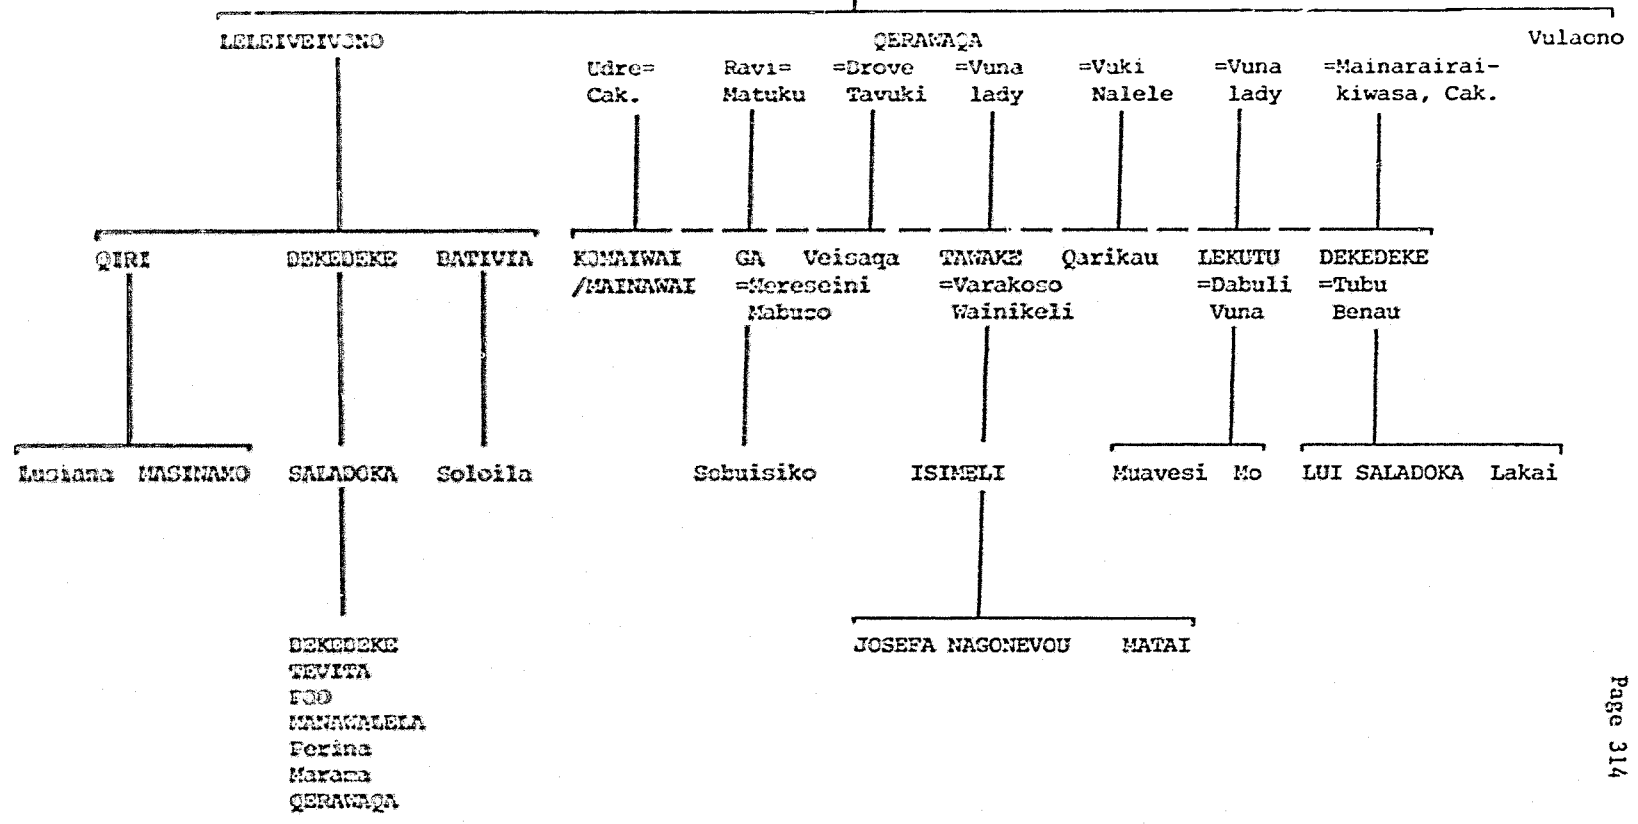 LELEIVEIVONO QERAWAQA Vulaono
Udre= Ravi= =Drove =Vuna =Vuki =Vuna =Mainarairai-
Cak. Matuku Tavuki lady Nalele lady kiwasa, Cak.
QIRI DEKEDEKE BATIVIA KOMAIWAI GA Veisaqa TAWAKE Qarikau LEKUTU DEKEDEKE
/MAINAWAI =Mereseini =Varakoso =Dabuli =Tubu
Mabuco Wainikeli Vuna Benau
Lusiana MASINAMO SALADOKA Soloila Sobuisiko ISIMELI Muavesi Mo LUI SALADOKA Lakai
DEKEDEKE JOSEFA NAGONEVOU MATAI
TEVITA
MANAWALELA
Perina
Marama
QERAWAQA
Page 314